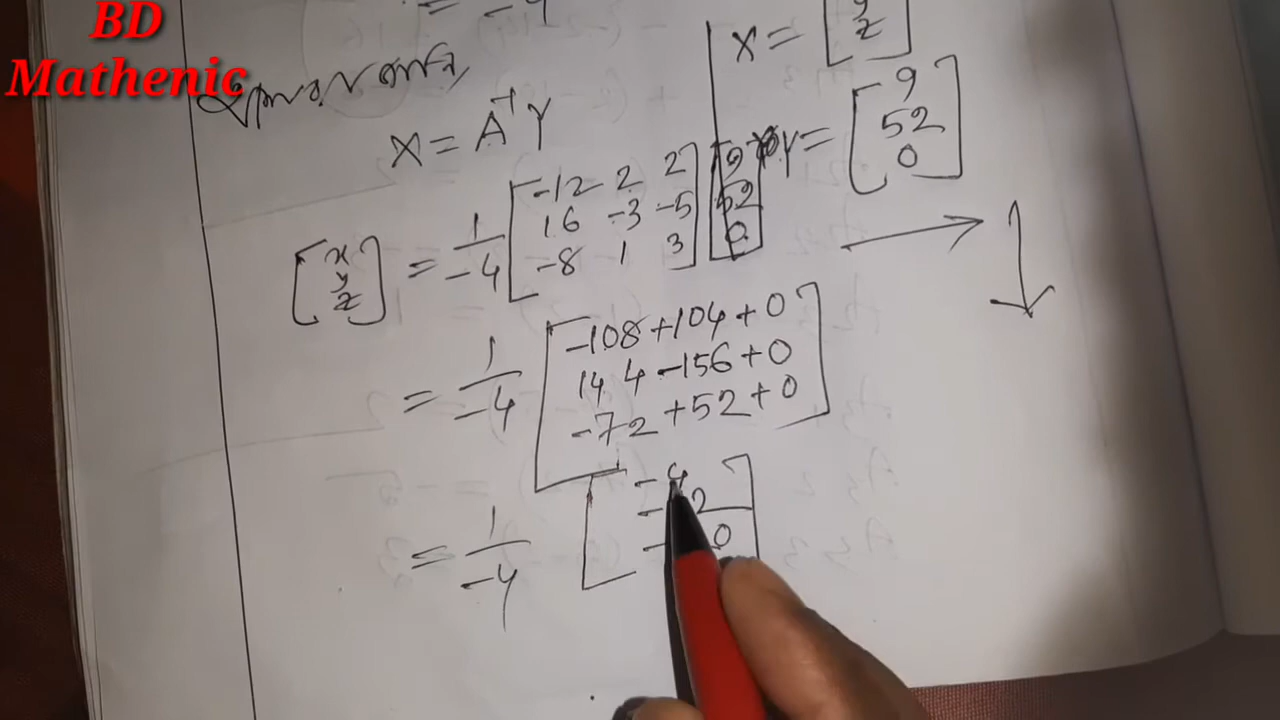 BD
Mathenic
= -4
X = [y
z]
Y = [9
52
0]
X = A⁻¹Y
[x
y
z] = 1/-4 [-12 2 2
16 -3 -5
-8 1 3] [9
52
0]
= 1/-4 [-108+104+0
144-156+0
-72+52+0]
= 1/-4 [-4